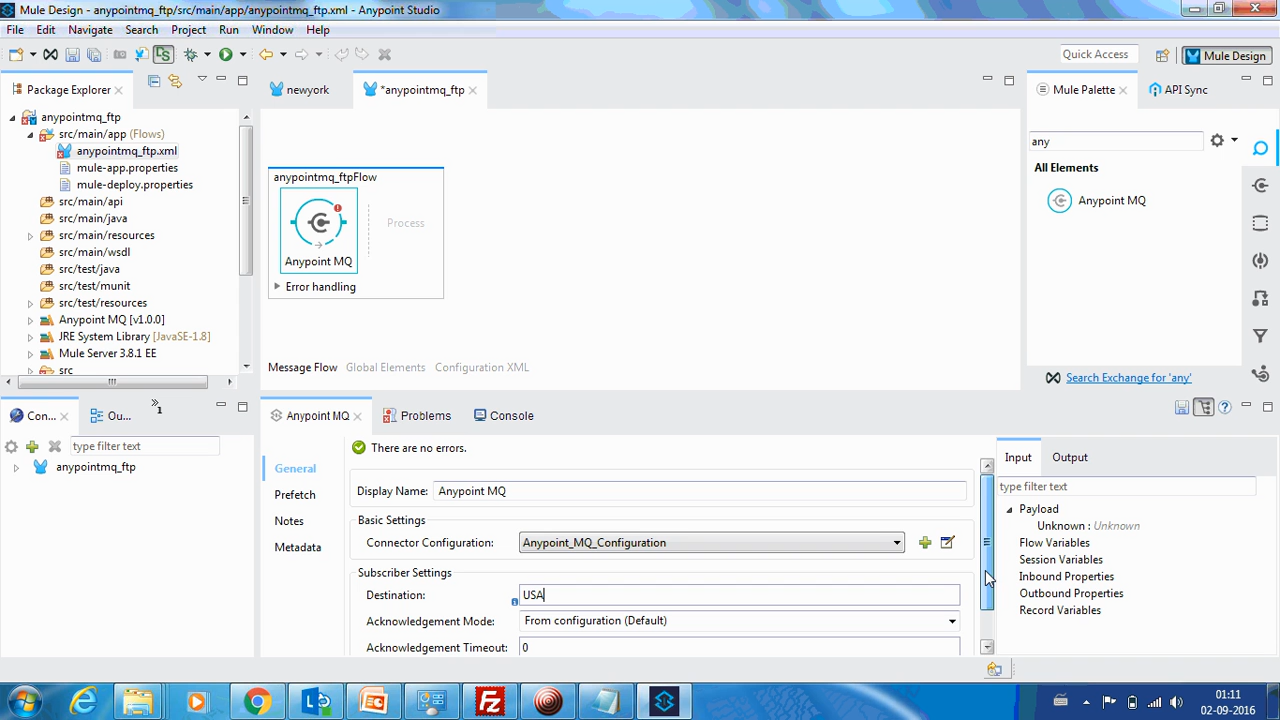 Mule Design - anypointmq_ftp/src/main/app/anypointmq_ftp.xml - Anypoint Studio
File Edit Navigate Search Project Run Window Help
Quick Access
Mule Design
Package Explorer
newyork
*anypointmq_ftp
Mule Palette
API Sync
anypointmq_ftp
src/main/app (Flows)
anypointmq_ftp.xml
mule-app.properties
mule-deploy.properties
src/main/api
src/main/java
src/main/resources
src/main/wsdl
src/test/java
src/test/munit
src/test/resources
Anypoint MQ [v1.0.0]
JRE System Library [JavaSE-1.8]
Mule Server 3.8.1 EE
src
anypointmq_ftpFlow
Anypoint MQ
Process
Error handling
Message Flow Global Elements Configuration XML
any
All Elements
Anypoint MQ
Search Exchange for 'any'
Con...
Ou...
1
type filter text
anypointmq_ftp
Anypoint MQ
Problems
Console
There are no errors.
General
Prefetch
Notes
Metadata
Display Name: Anypoint MQ
Basic Settings
Connector Configuration: Anypoint_MQ_Configuration
Subscriber Settings
Destination: USA
Acknowledgement Mode: From configuration (Default)
Acknowledgement Timeout: 0
Input Output
type filter text
Payload
Unknown : Unknown
Flow Variables
Session Variables
Inbound Properties
Outbound Properties
Record Variables
01:11
02-09-2016